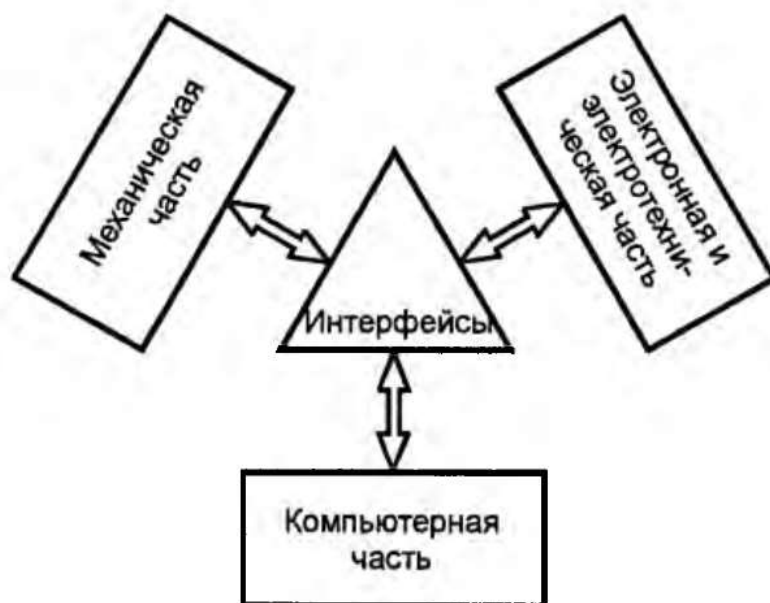 Механическая
часть
Электронная и
электротехни-
ческая часть
Интерфейсы
Компьютерная
часть